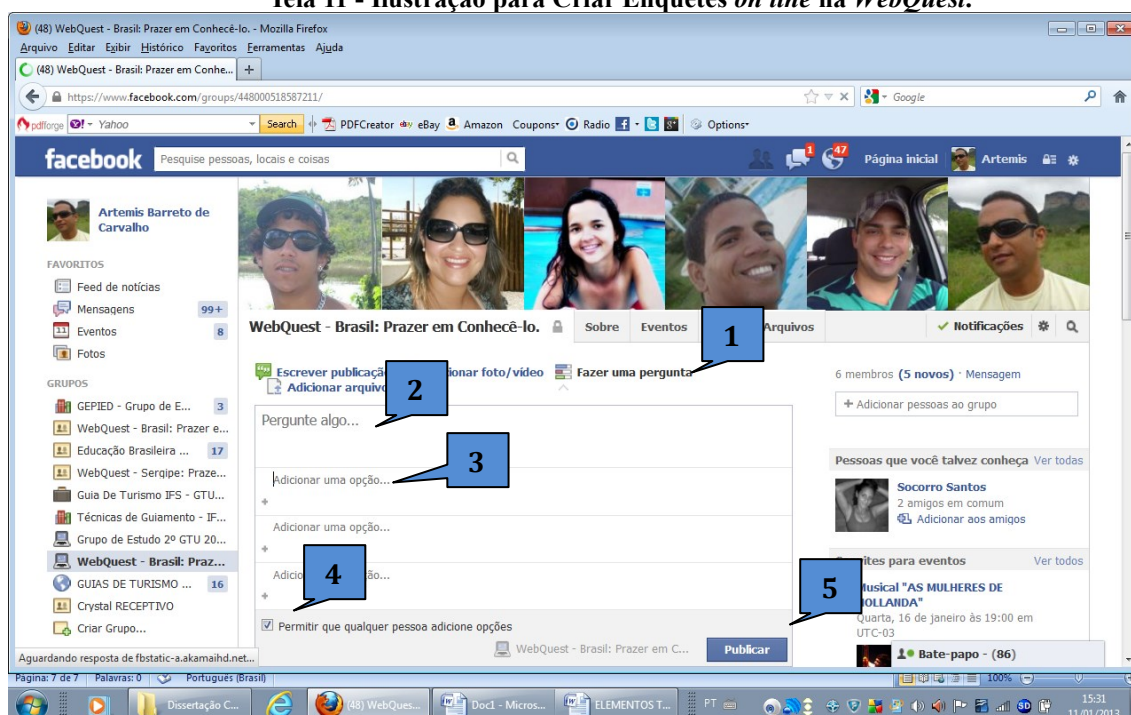 Tela 11 - Ilustração para Criar Enquetes on line na WebQuest.
(48) WebQuest - Brasil: Prazer em Conhecê-lo. - Mozilla Firefox
Arquivo Editar Exibir Histórico Favoritos Ferramentas Ajuda
(48) WebQuest - Brasil: Prazer em Conhe... +
https://www.facebook.com/groups/448000518587211/
Google
pdfforge Yahoo Search PDFCreator eBay Amazon Coupons Radio Options
facebook Pesquise pessoas, locais e coisas 1 47 Página inicial Artemis
Artemis Barreto de
Carvalho
FAVORITOS
Feed de notícias
Mensagens 99+
Eventos 8
Fotos
GRUPOS
GEPIED - Grupo de E... 3
WebQuest - Brasil: Prazer e...
Educação Brasileira ... 17
WebQuest - Sergipe: Praze...
Guia De Turismo IFS - GTU...
Técnicas de Guiamento - IF...
Grupo de Estudo 2º GTU 20...
WebQuest - Brasil: Praz...
GUIAS DE TURISMO ... 16
Crystal RECEPTIVO
Criar Grupo...
WebQuest - Brasil: Prazer em Conhecê-lo. Sobre Eventos Arquivos Notificações
1
Escrever publicação foto/vídeo Fazer uma pergunta
Adicionar arquivo
2
Pergunte algo...
3
Adicionar uma opção...
+
Adicionar uma opção...
+
4
+
Permitir que qualquer pessoa adicione opções
WebQuest - Brasil: Prazer em C... Publicar
5
6 membros (5 novos) · Mensagem
+ Adicionar pessoas ao grupo
Pessoas que você talvez conheça Ver todas
Socorro Santos
2 amigos em comum
Adicionar aos amigos
para eventos Ver todos
Musical "AS MULHERES DE
Quarta, 16 de janeiro às 19:00 em
UTC-03
Bate-papo - (86)
Aguardando resposta de fbstatic-a.akamaihd.net...
Página: 7 de 7 Palavras: 0 Português (Brasil) 100%
Dissertação C... (48) WebQues... Doc1 - Micros... ELEMENTOS T... PT 15:31
11/01/2013